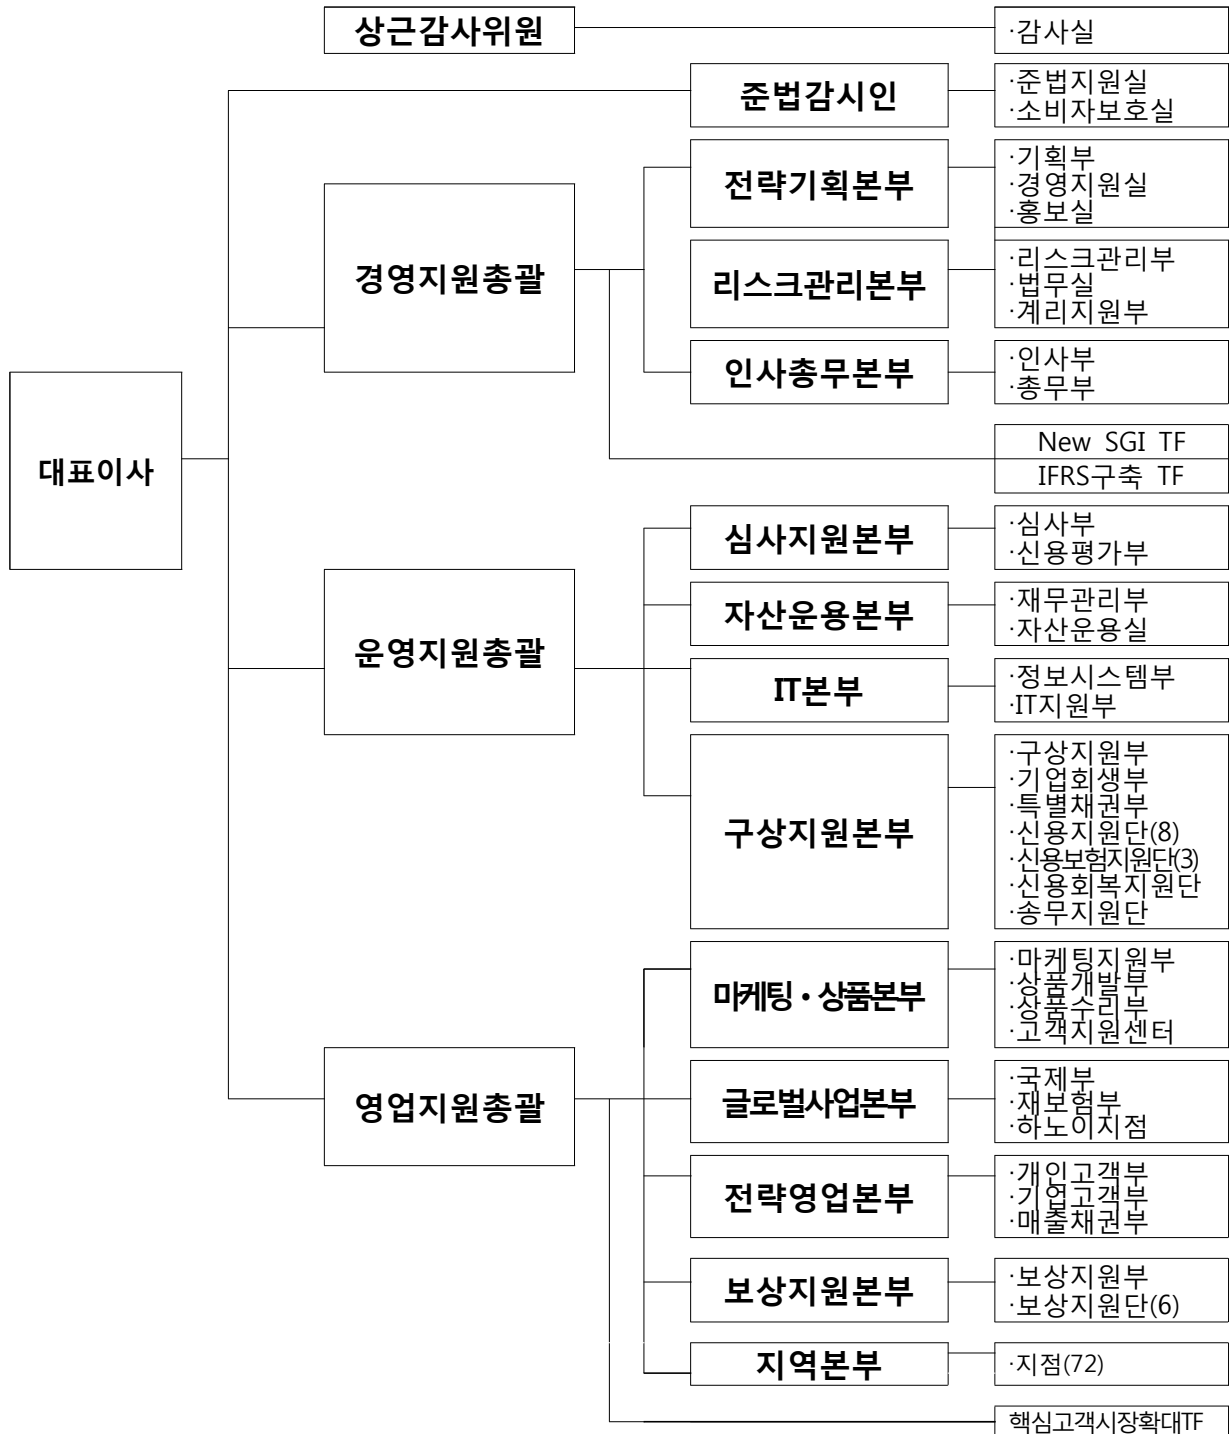 상근감사위원
·감사실
준법감시인
·준법지원실
·소비자보호실
경영지원총괄
전략기획본부
·기획부
·경영지원실
·홍보실
리스크관리본부
·리스크관리부
·법무실
·계리지원부
인사총무본부
·인사부
·총무부
New SGI TF
IFRS구축 TF
대표이사
운영지원총괄
심사지원본부
·심사부
·신용평가부
자산운용본부
·재무관리부
·자산운용실
IT본부
·정보시스템부
·IT지원부
구상지원본부
·구상지원부
·기업회생부
·특별채권부
·신용지원단(8)
·신용보험지원단(3)
·신용회복지원단
·송무지원단
영업지원총괄
마케팅·상품본부
·마케팅지원부
·상품개발부
·상품수리부
·고객지원센터
글로벌사업본부
·국제부
·재보험부
·하노이지점
전략영업본부
·개인고객부
·기업고객부
·매출채권부
보상지원본부
·보상지원부
·보상지원단(6)
지역본부
·지점(72)
핵심고객시장확대TF